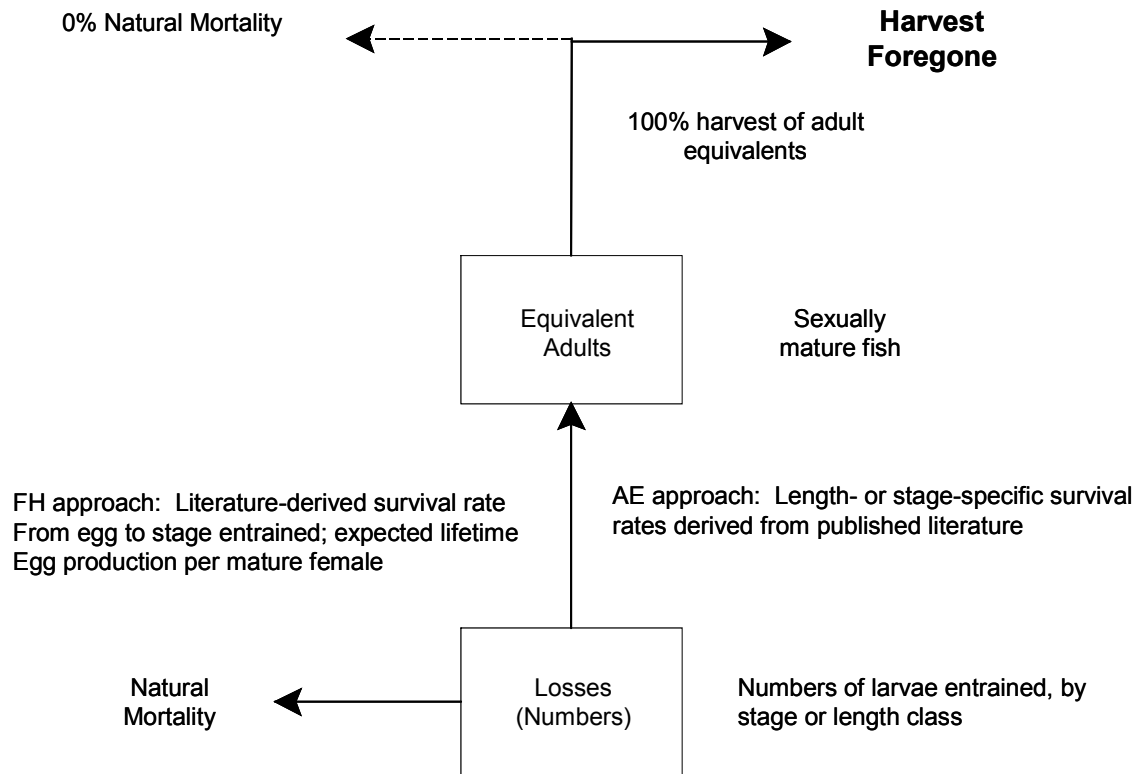 0% Natural Mortality
Harvest
Foregone
100% harvest of adult
equivalents
Equivalent
Adults
Sexually
mature fish
FH approach:  Literature-derived survival rate
From egg to stage entrained; expected lifetime
Egg production per mature female
AE approach:  Length- or stage-specific survival
rates derived from published literature
Natural
Mortality
Losses
(Numbers)
Numbers of larvae entrained, by
stage or length class